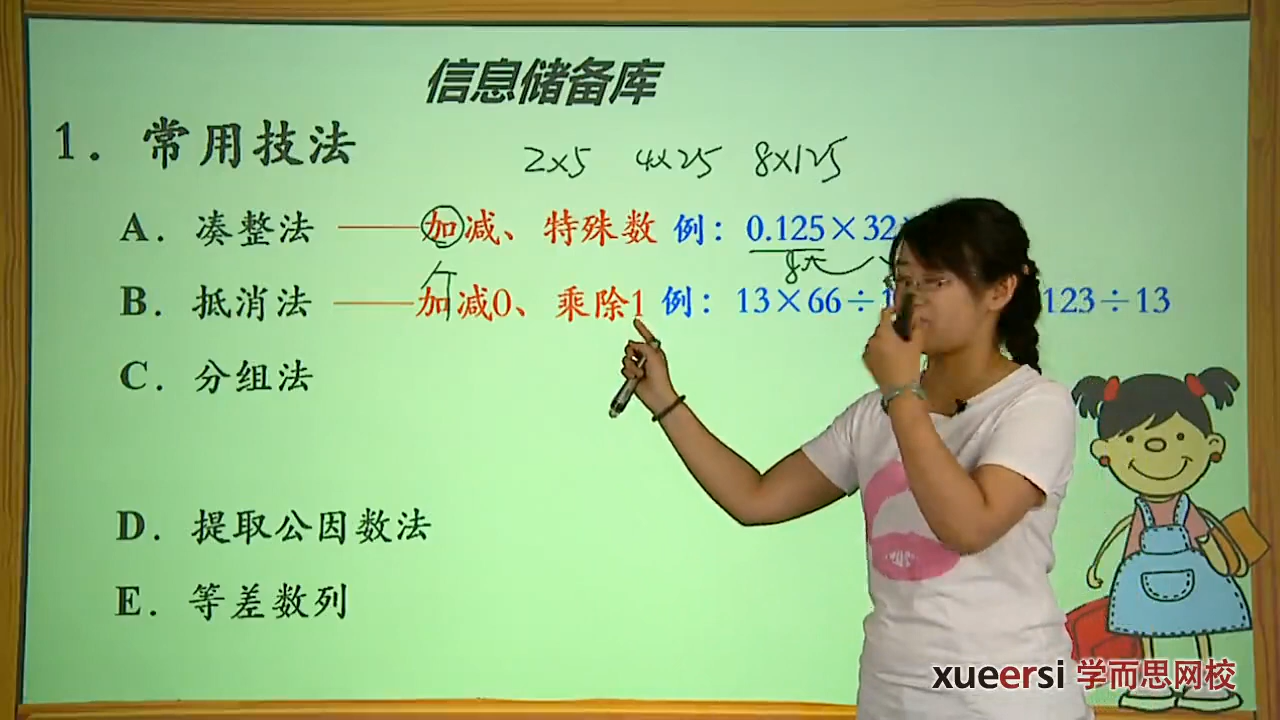 信息储备库
1. 常用技法
2×5 4×25 8×125
A. 凑整法 ——加减、特殊数 例：0.125×32
8×
B. 抵消法 ——加减0、乘除1 例：13×66÷1 123÷13
C. 分组法
D. 提取公因数法
E. 等差数列
xueersi 学而思网校